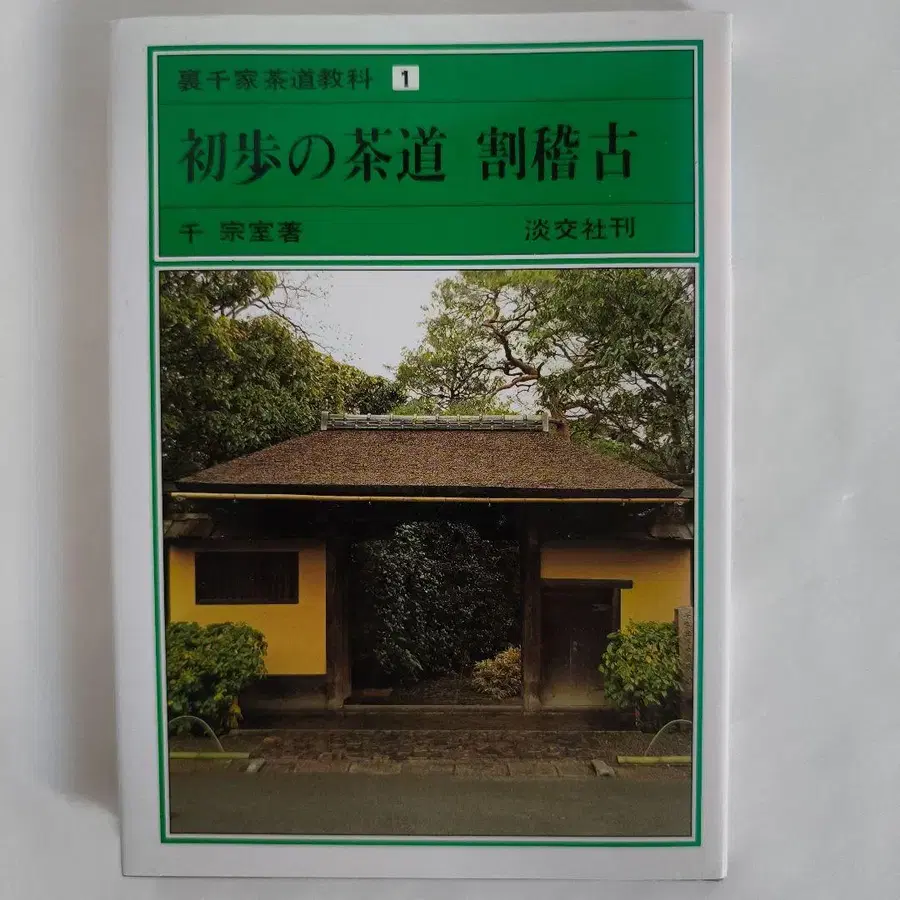 裏千家茶道教科 1
初歩の茶道 割稽古
千 宗室著 淡交社刊